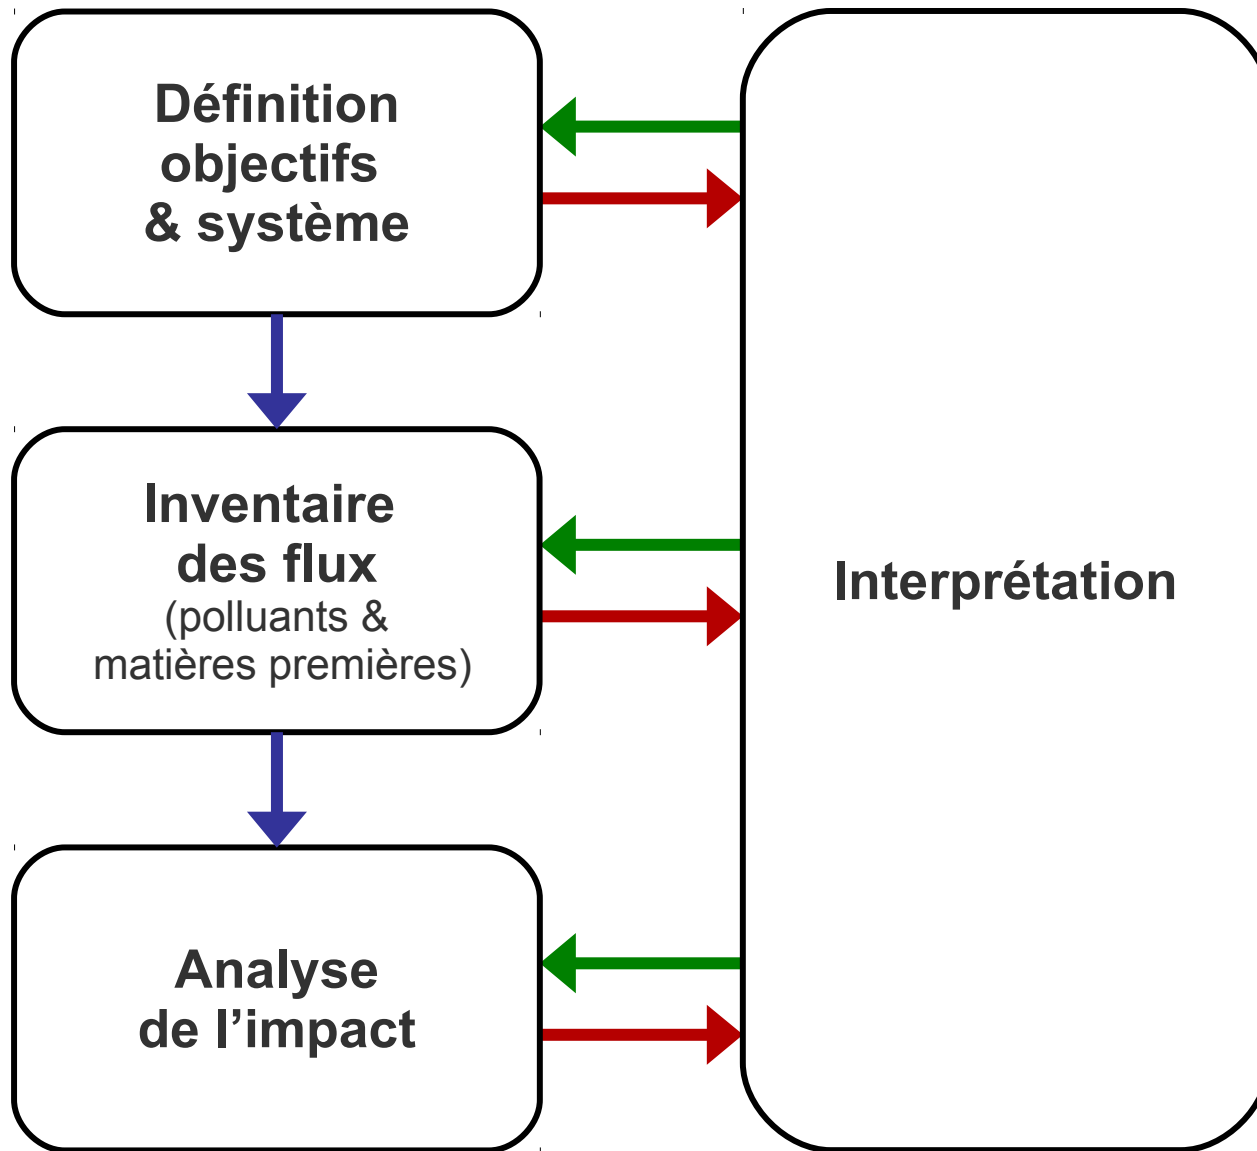 Définition
objectifs
& système
Inventaire
des flux
(polluants &
matières premières)
Analyse
de l’impact
Interprétation